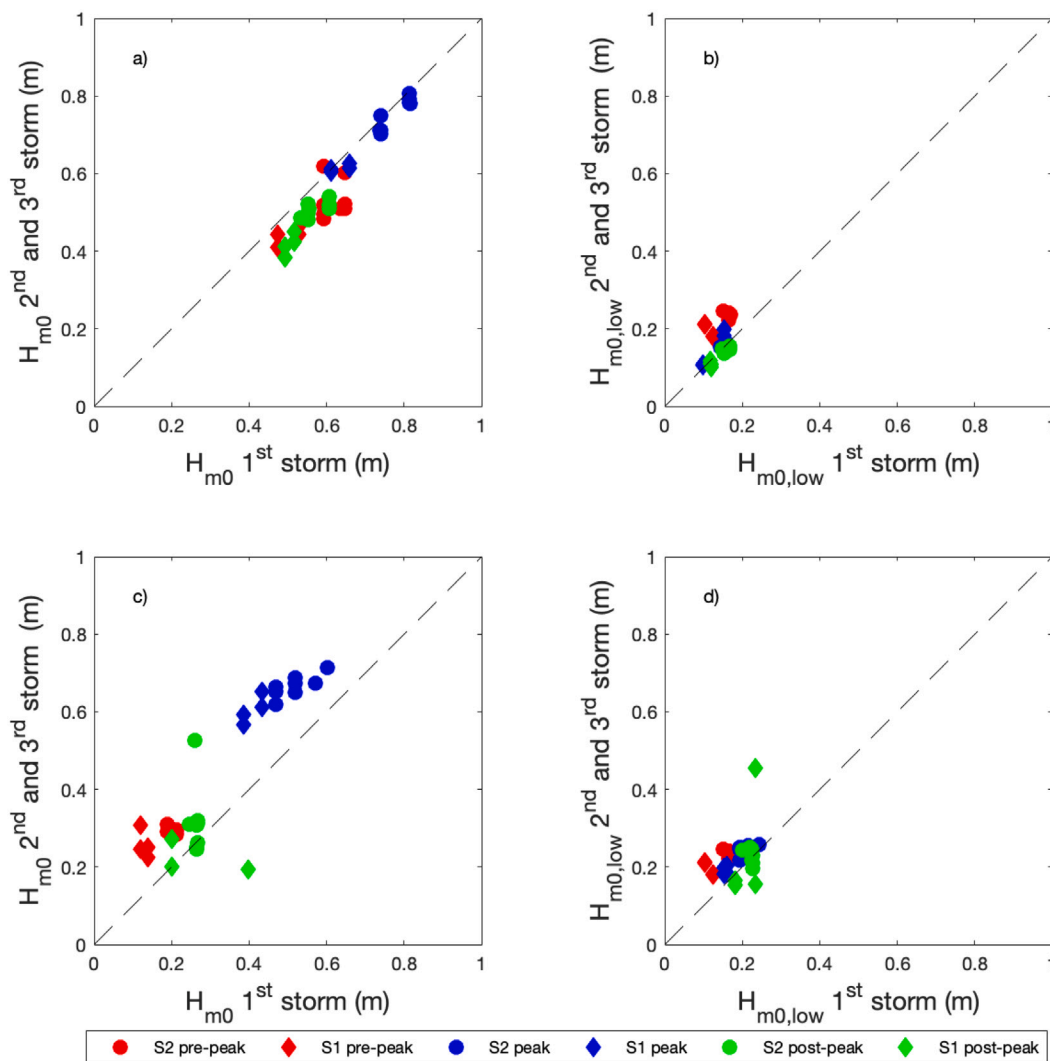 a)
H_m0 2^nd and 3^rd storm (m)
1
0.8
0.6
0.4
0.2
0
0 0.2 0.4 0.6 0.8 1
H_m0 1^st storm (m)
b)
H_m0,low 2^nd and 3^rd storm (m)
1
0.8
0.6
0.4
0.2
0
0 0.2 0.4 0.6 0.8 1
H_m0,low 1^st storm (m)
c)
H_m0 2^nd and 3^rd storm (m)
1
0.8
0.6
0.4
0.2
0
0 0.2 0.4 0.6 0.8 1
H_m0 1^st storm (m)
d)
H_m0,low 2^nd and 3^rd storm (m)
1
0.8
0.6
0.4
0.2
0
0 0.2 0.4 0.6 0.8 1
H_m0,low 1^st storm (m)
S2 pre-peak S1 pre-peak S2 peak S1 peak S2 post-peak S1 post-peak